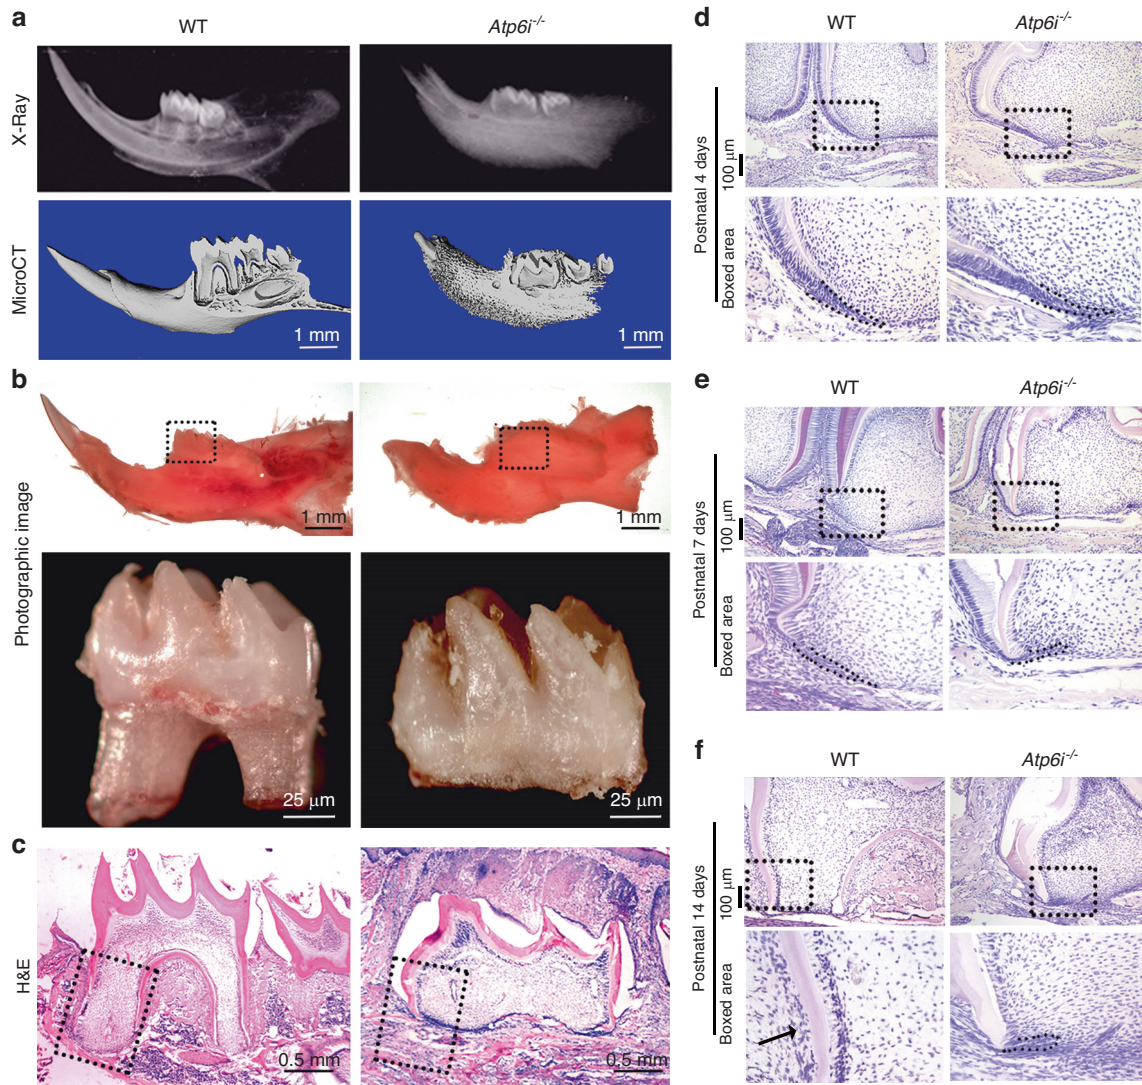 a
WT
Atp6i-/-
X-Ray
MicroCT
1 mm
1 mm
b
Photographic image
1 mm
1 mm
25 μm
25 μm
c
H&E
0.5 mm
0.5 mm
d
WT
Atp6i-/-
Postnatal 4 days
100 μm
Boxed area
e
WT
Atp6i-/-
Postnatal 7 days
100 μm
Boxed area
f
WT
Atp6i-/-
Postnatal 14 days
100 μm
Boxed area